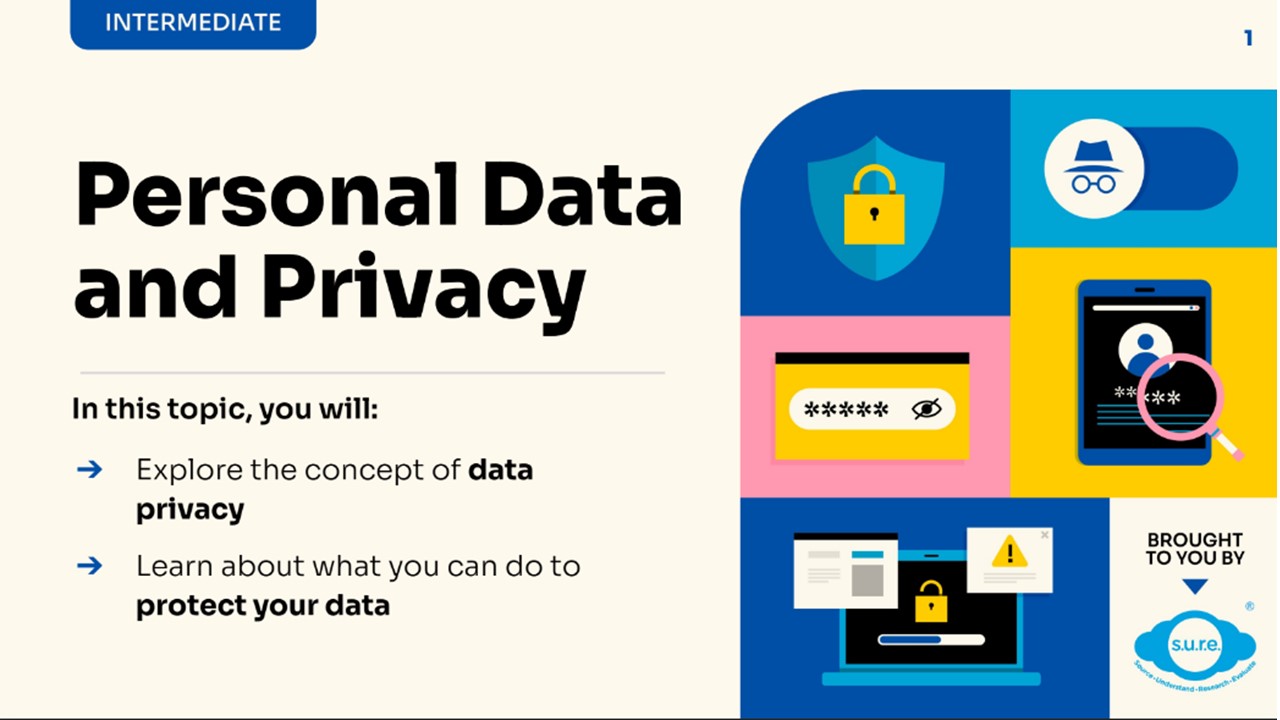 INTERMEDIATE
1
Personal Data
and Privacy
In this topic, you will:
➔ Explore the concept of data
privacy
➔ Learn about what you can do to
protect your data
*****
*****
BROUGHT
TO YOU BY
®
s.u.r.e.
Source•Understand•Research•Evaluate